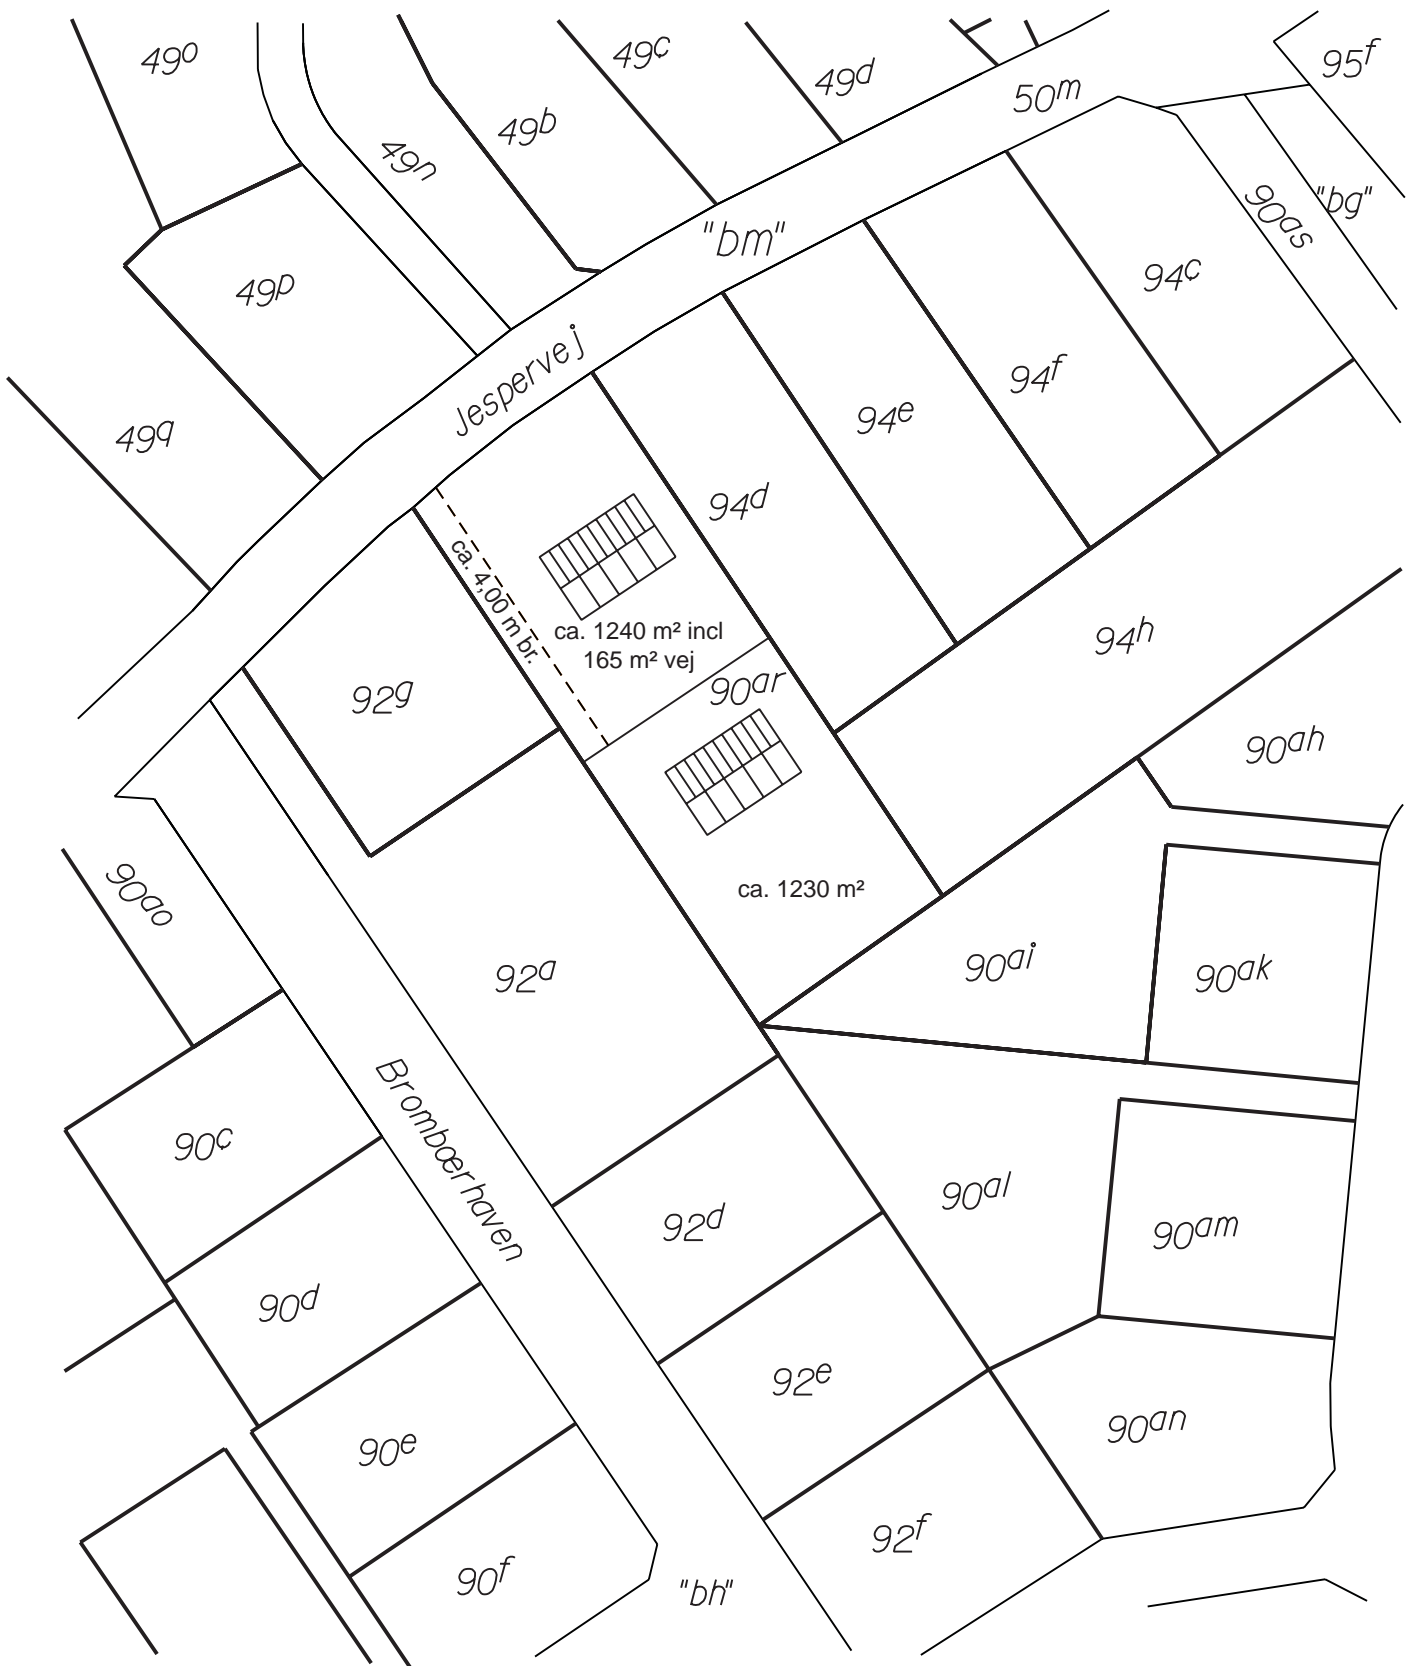 49o
49c
49d
95f
50m
49b
49n
"bg"
90as
"bm"
94c
49p
Jespervej
94f
94e
49q
94d
ca. 4,00 m br.
ca. 1240 m² incl
165 m² vej
94h
90ar
92g
90ah
90ao
ca. 1230 m²
90ai
90ak
92a
Brombærhaven
90c
90al
92d
90am
90d
92e
90an
90e
92f
90f
"bh"